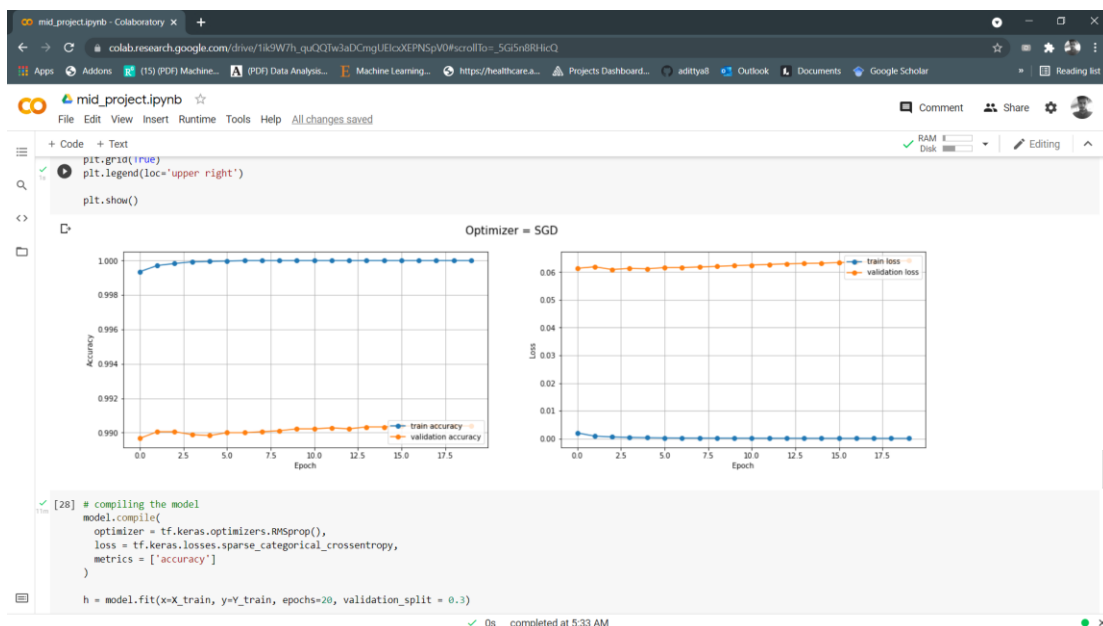 mid_project.ipynb - Colaboratory
colab.research.google.com/drive/1ik9W7h_quQQTw3aDCmgUEIcxXEPNSpV0#scrollTo=_5Gi5n8RHicQ
Apps Addons (15) (PDF) Machine... (PDF) Data Analysis... Machine Learning... https://healthcare.a... Projects Dashboard... adittyall Outlook Documents Google Scholar » Reading list
mid_project.ipynb
File Edit View Insert Runtime Tools Help All changes saved
Comment Share
+ Code + Text
RAM
Disk
Editing
plt.grid(True)
plt.legend(loc='upper right')
plt.show()
Optimizer = SGD
1.000
0.998
0.996
0.994
0.992
0.990
Accuracy
train accuracy
validation accuracy
0.0 2.5 5.0 7.5 10.0 12.5 15.0 17.5
Epoch
0.06
0.05
0.04
0.03
0.02
0.01
0.00
Loss
train loss
validation loss
0.0 2.5 5.0 7.5 10.0 12.5 15.0 17.5
Epoch
[28] # compiling the model
model.compile(
optimizer = tf.keras.optimizers.RMSprop(),
loss = tf.keras.losses.sparse_categorical_crossentropy,
metrics = ['accuracy']
)
h = model.fit(x=X_train, y=Y_train, epochs=20, validation_split = 0.3)
0s completed at 5:33 AM